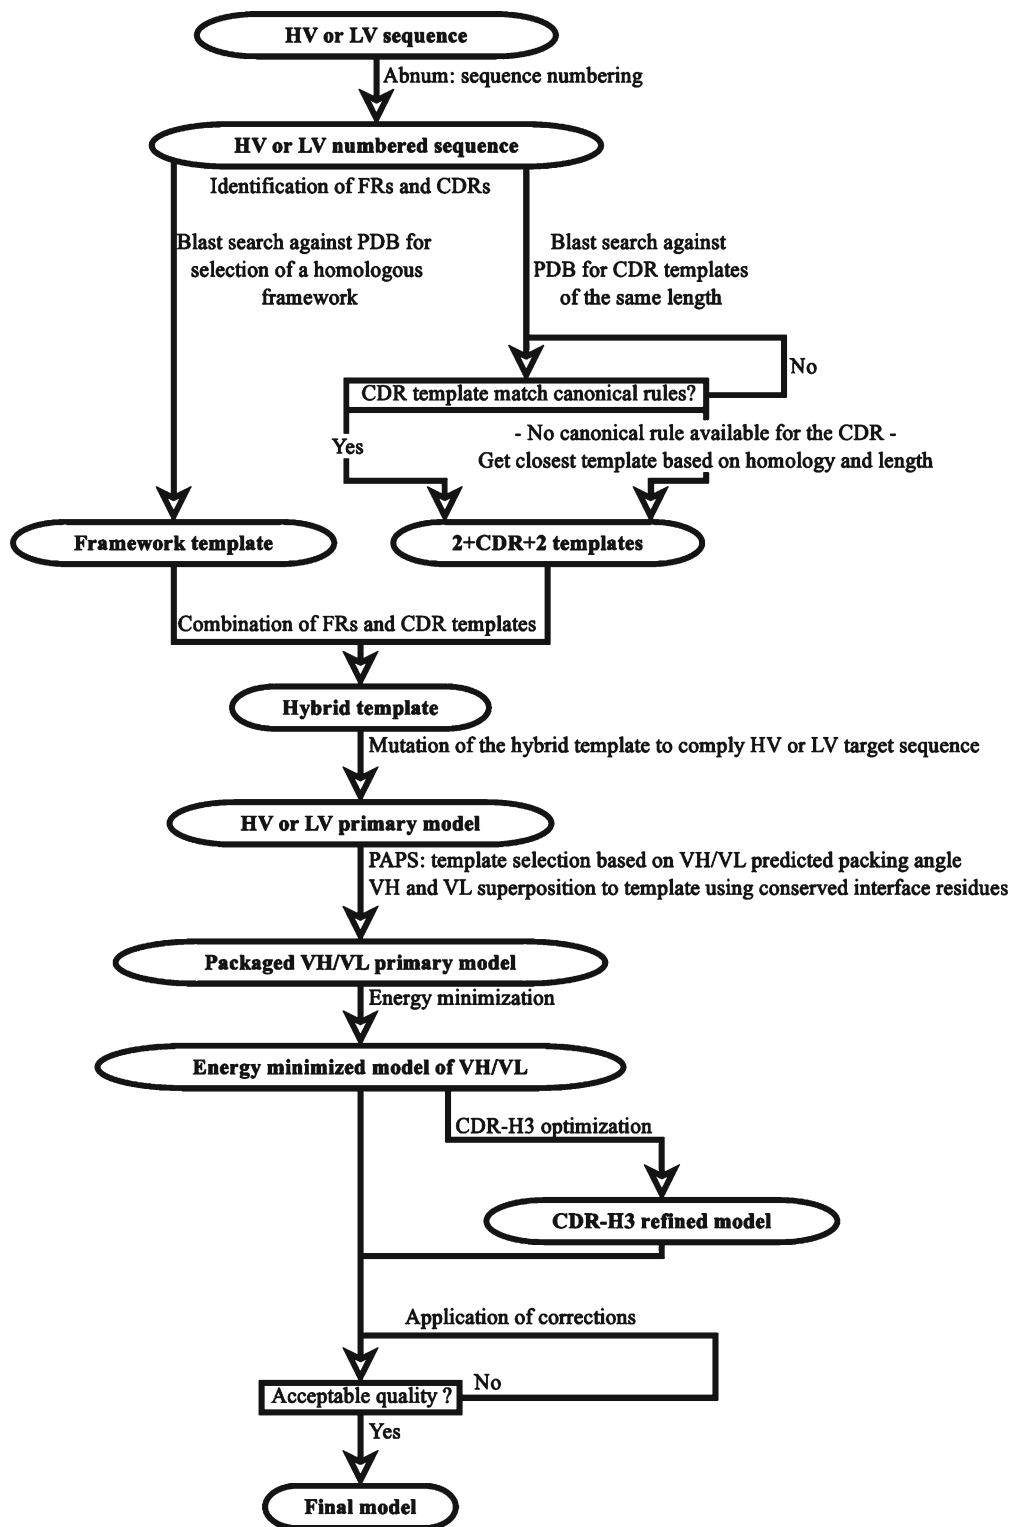 HV or LV sequence
Abnum: sequence numbering
HV or LV numbered sequence
Identification of FRs and CDRs
Blast search against PDB for
selection of a homologous
framework
Blast search against
PDB for CDR templates
of the same length
No
CDR template match canonical rules?
Yes
- No canonical rule available for the CDR -
Get closest template based on homology and length
Framework template
2+CDR+2 templates
Combination of FRs and CDR templates
Hybrid template
Mutation of the hybrid template to comply HV or LV target sequence
HV or LV primary model
PAPS: template selection based on VH/VL predicted packing angle
VH and VL superposition to template using conserved interface residues
Packaged VH/VL primary model
Energy minimization
Energy minimized model of VH/VL
CDR-H3 optimization
CDR-H3 refined model
Application of corrections
Acceptable quality ?
No
Yes
Final model